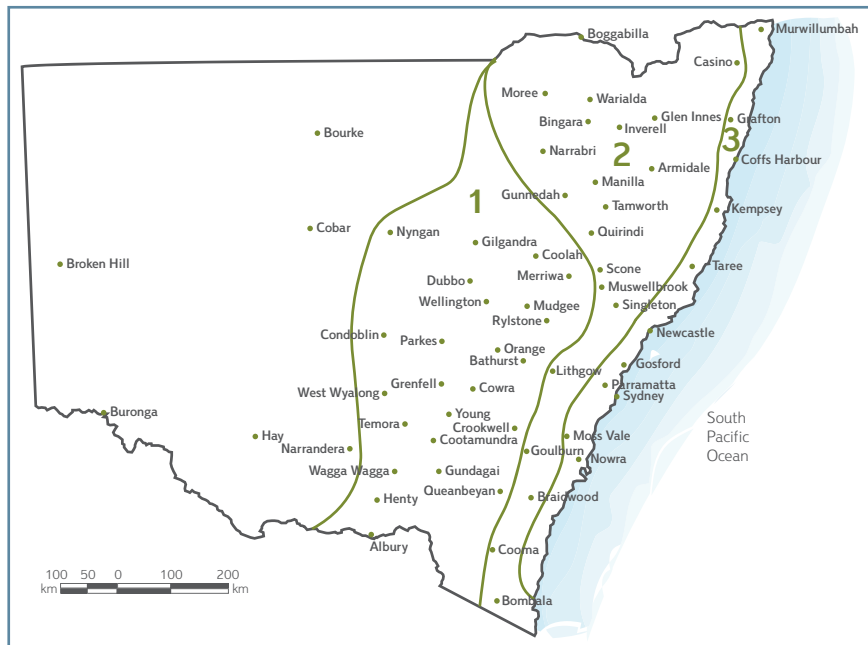 Murwillumbah
Boggabilla
Casino
Moree
Warialda
Glen Innes
Grafton
Bingara
Inverell
Bourke
3
2
Narrabri
Coffs Harbour
Armidale
Manilla
Gunnedah
1
Tamworth
Kempsey
Cobar
Nyngan
Quirindi
Gilgandra
Coolah
Broken Hill
Taree
Scone
Merriwa
Dubbo
Muswellbrook
Wellington
Mudgee
Singleton
Rylstone
Newcastle
Condoblin
Parkes
Orange
Bathurst
Gosford
Lithgow
Grenfell
Parramatta
Cowra
West Wyalong
Sydney
Buronga
Young
South
Pacific
Ocean
Temora
Crookwell
Hay
Cootamundra
Moss Vale
Narrandera
Goulburn
Nowra
Wagga Wagga
Gundagai
Queanbeyan
Braidwood
Henty
Albury
Cooma
100 50 0 100 200
km km
Bombala